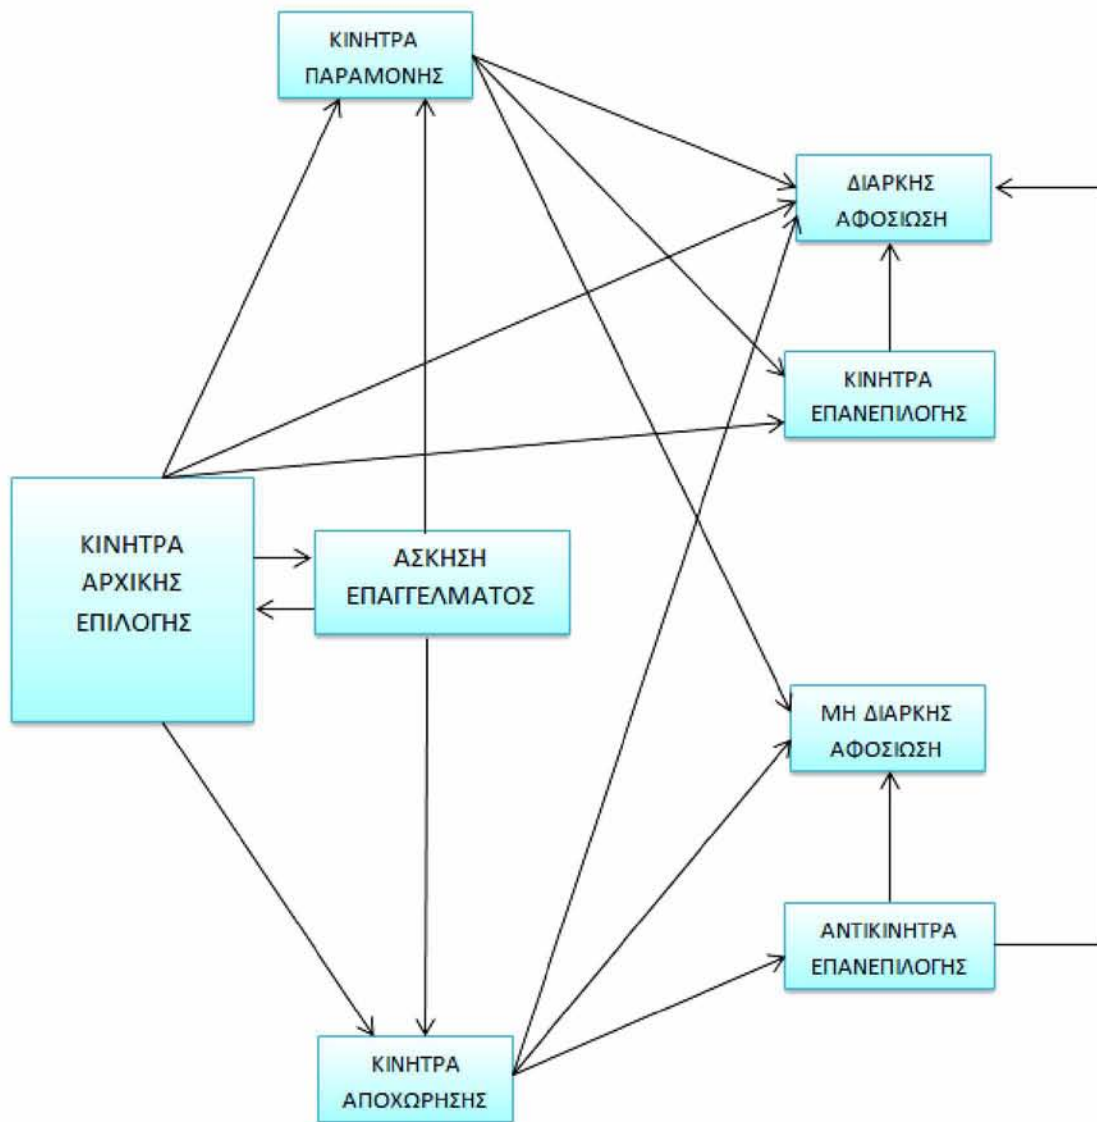 ΚΙΝΗΤΡΑ
ΠΑΡΑΜΟΝΗΣ
ΔΙΑΡΚΗΣ
ΑΦΟΣΙΩΣΗ
ΚΙΝΗΤΡΑ
ΕΠΑΝΕΠΙΛΟΓΗΣ
ΚΙΝΗΤΡΑ
ΑΡΧΙΚΗΣ
ΕΠΙΛΟΓΗΣ
ΑΣΚΗΣΗ
ΕΠΑΓΓΕΛΜΑΤΟΣ
ΜΗ ΔΙΑΡΚΗΣ
ΑΦΟΣΙΩΣΗ
ΑΝΤΙΚΙΝΗΤΡΑ
ΕΠΑΝΕΠΙΛΟΓΗΣ
ΚΙΝΗΤΡΑ
ΑΠΟΧΩΡΗΣΗΣ